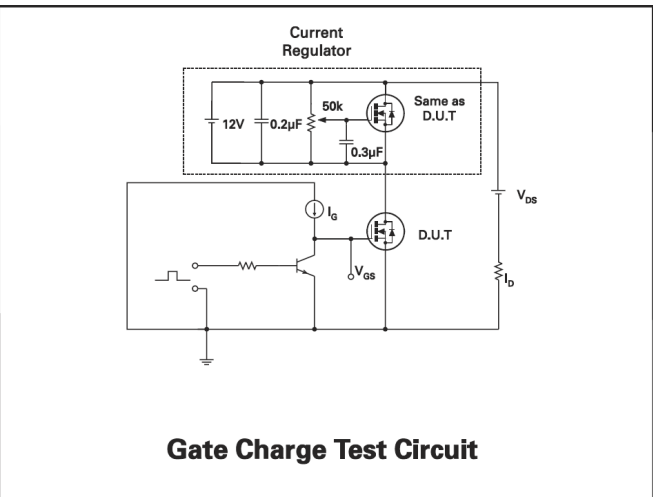 Current
Regulator
50k
Same as
D.U.T
12V
0.2µF
0.3µF
V_DS
I_G
D.U.T
V_GS
I_D
Gate Charge Test Circuit